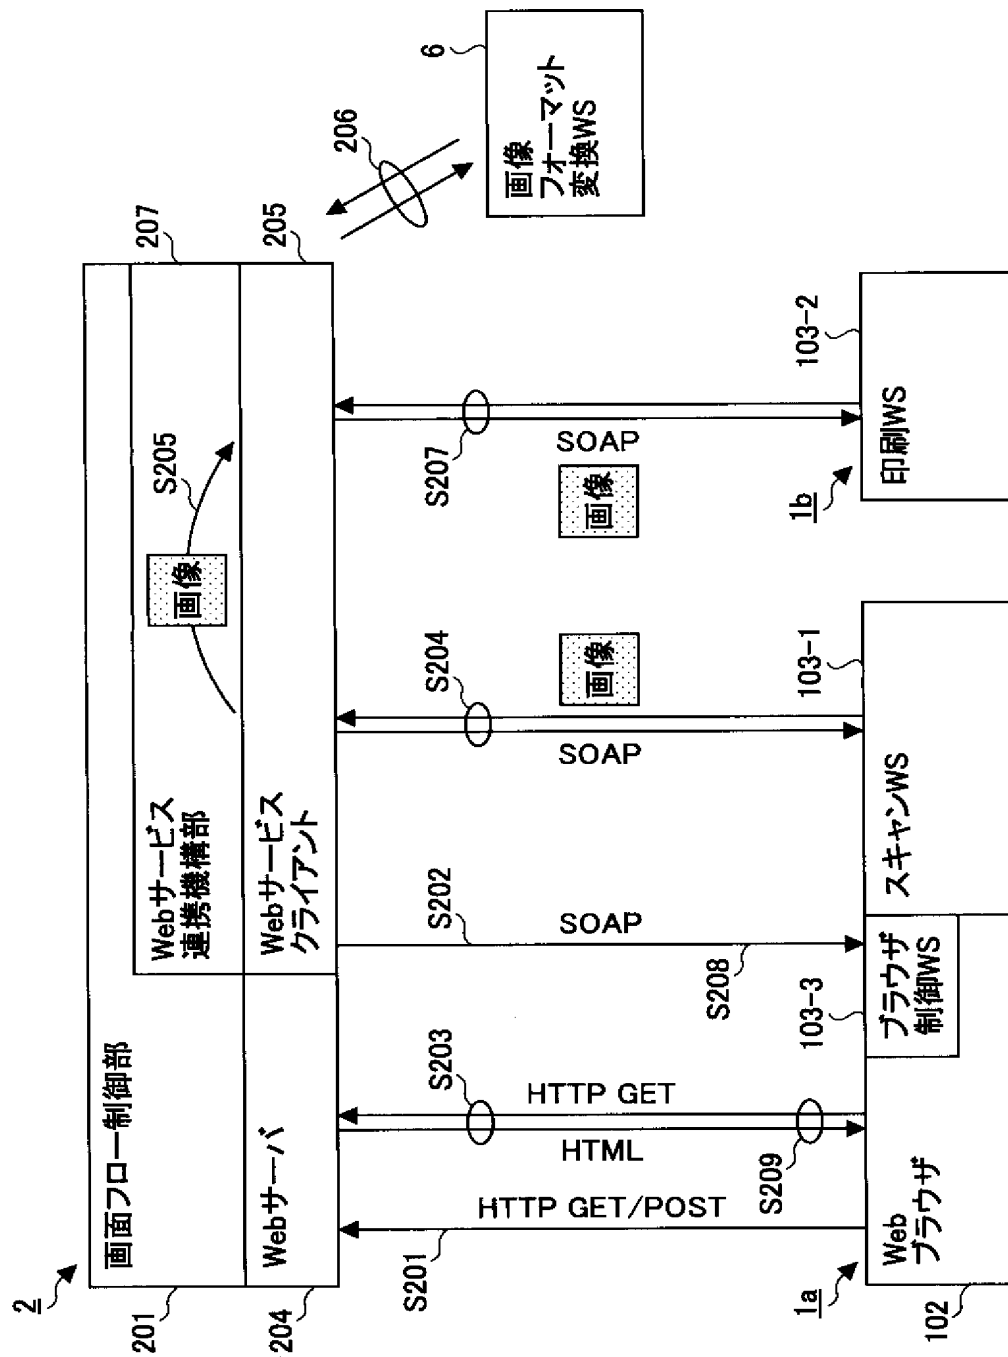 2
201
画面フロー制御部
207
Webサービス
連携機構部
画像
S205
204
Webサーバ
Webサービス
クライアント
205
206
6
画像
フォーマット
変換WS
S201
HTTP GET/POST
S203
HTTP GET
HTML
S209
S202
SOAP
S208
S204
SOAP
画像
S207
SOAP
画像
1a
102
Web
ブラウザ
103-3
ブラウザ
制御WS
103-1
スキャンWS
1b
103-2
印刷WS